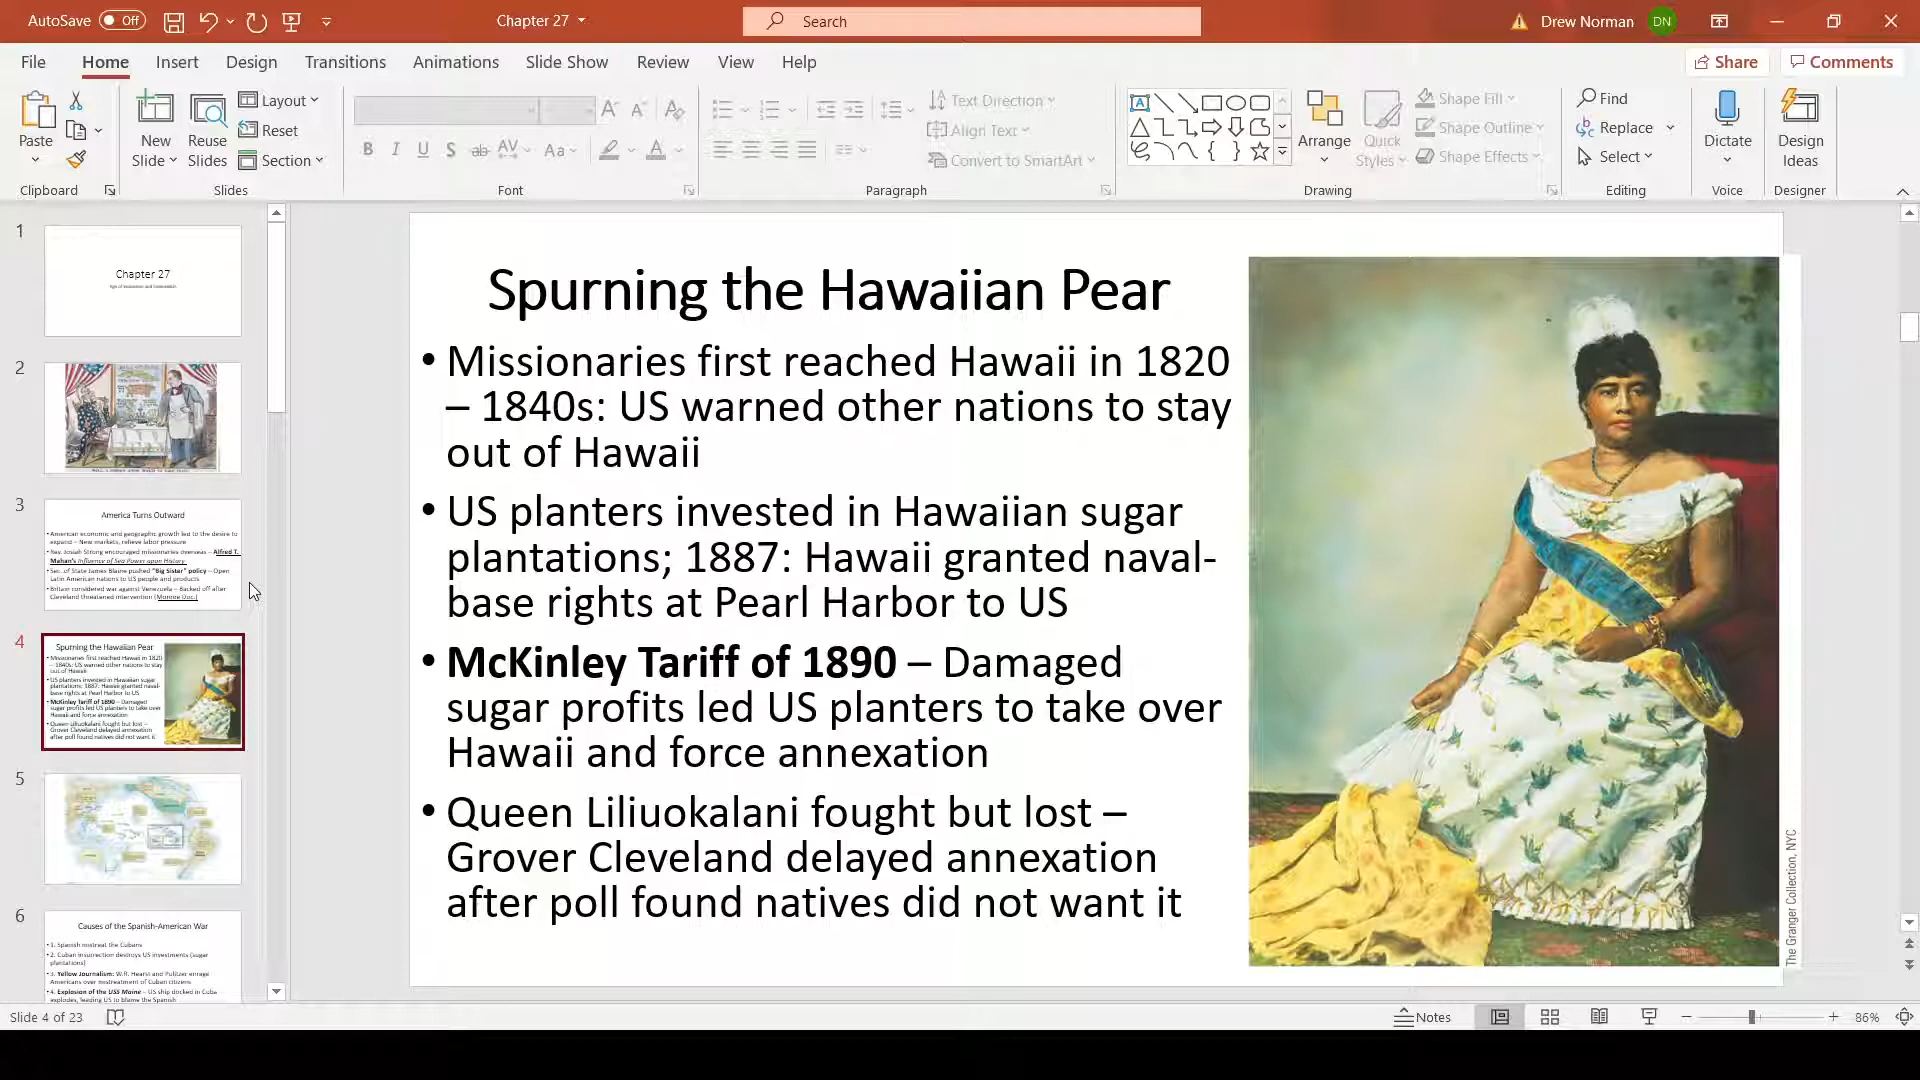 AutoSave Off
Chapter 27
Search
Drew Norman DN
File Home Insert Design Transitions Animations Slide Show Review View Help
Share Comments
Paste
New Slide
Reuse Slides
Layout
Reset
Section
B I U S ab AV Aa A
Text Direction
Align Text
Convert to SmartArt
Arrange
Quick Styles
Shape Fill
Shape Outline
Shape Effects
Find
Replace
Select
Dictate
Design Ideas
Clipboard Slides Font Paragraph Drawing Editing Voice Designer
1
Chapter 27
2
3
America Turns Outward
• American economic and geographic growth led to the desire to
expand – New markets, relieve labor pressure
• Rev. Josiah Strong encouraged missionaries overseas – Alfred T.
Mahan's Influence of Sea Power upon History
• Sec. of State James Blaine pushed "Big Sister" policy – Open
Latin American nations to US people and products
• Britain considered war against Venezuela – Backed off after
Cleveland threatened intervention (Monroe Doc.)
4
Spurning the Hawaiian Pear
• Missionaries first reached Hawaii in 1820
– 1840s: US warned other nations to stay
out of Hawaii
• US planters invested in Hawaiian sugar
plantations; 1887: Hawaii granted naval-
base rights at Pearl Harbor to US
• McKinley Tariff of 1890 – Damaged
sugar profits led US planters to take over
Hawaii and force annexation
• Queen Liliuokalani fought but lost –
Grover Cleveland delayed annexation
after poll found natives did not want it
5
6
Causes of the Spanish-American War
• 1. Spanish mistreat the Cubans
• 2. Cuban insurrection destroys US investments (sugar
plantations)
• 3. Yellow Journalism: W.R. Hearst and Pulitzer enrage
Americans over mistreatment of Cuban citizens
• 4. Explosion of the USS Maine – US ship docked in Cuba
explodes, leading US to blame the Spanish
Spurning the Hawaiian Pear
• Missionaries first reached Hawaii in 1820
– 1840s: US warned other nations to stay
out of Hawaii
• US planters invested in Hawaiian sugar
plantations; 1887: Hawaii granted naval-
base rights at Pearl Harbor to US
• McKinley Tariff of 1890 – Damaged
sugar profits led US planters to take over
Hawaii and force annexation
• Queen Liliuokalani fought but lost –
Grover Cleveland delayed annexation
after poll found natives did not want it
The Granger Collection, NYC
Slide 4 of 23
Notes
86%